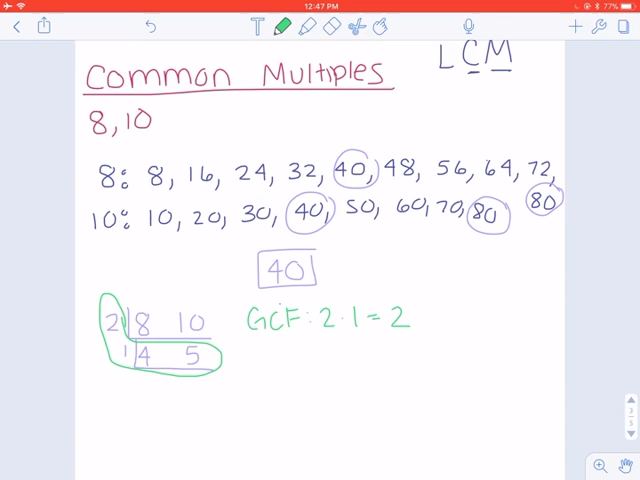 12:47 PM
77%
LCM
Common Multiples
8, 10
8: 8, 16, 24, 32, 40, 48, 56, 64, 72,
80
10: 10, 20, 30, 40, 50, 60, 70, 80
40
2 8 10
1 4 5
GCF: 2 · 1 = 2
3
5